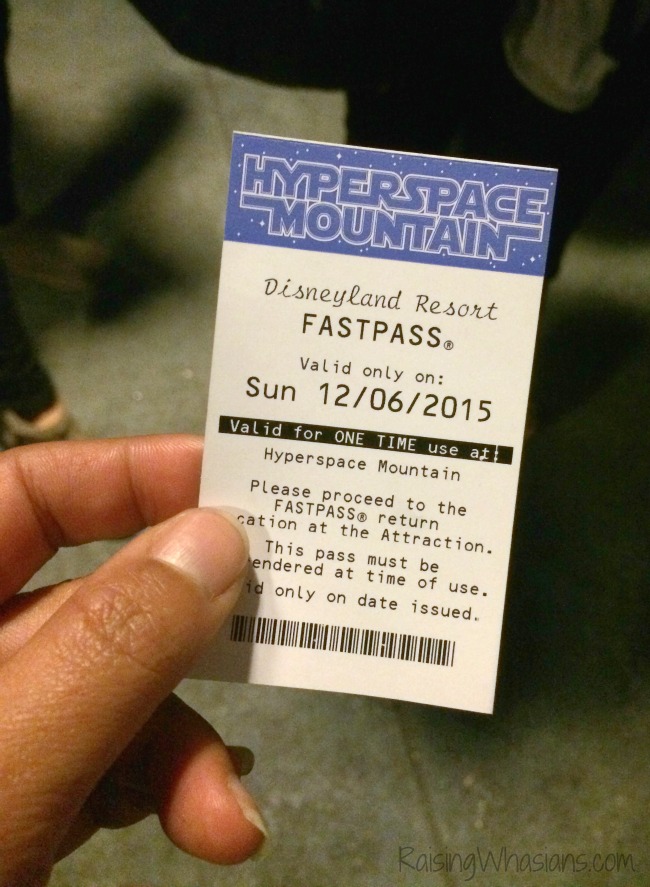 HYPERSPACE
MOUNTAIN
Disneyland Resort
FASTPASS®
Valid only on:
Sun 12/06/2015
Valid for ONE TIME use at:
Hyperspace Mountain
Please proceed to the
FASTPASS® return
cation at the Attraction.
This pass must be
endered at time of use.
id only on date issued.
RaisingWhasians.com